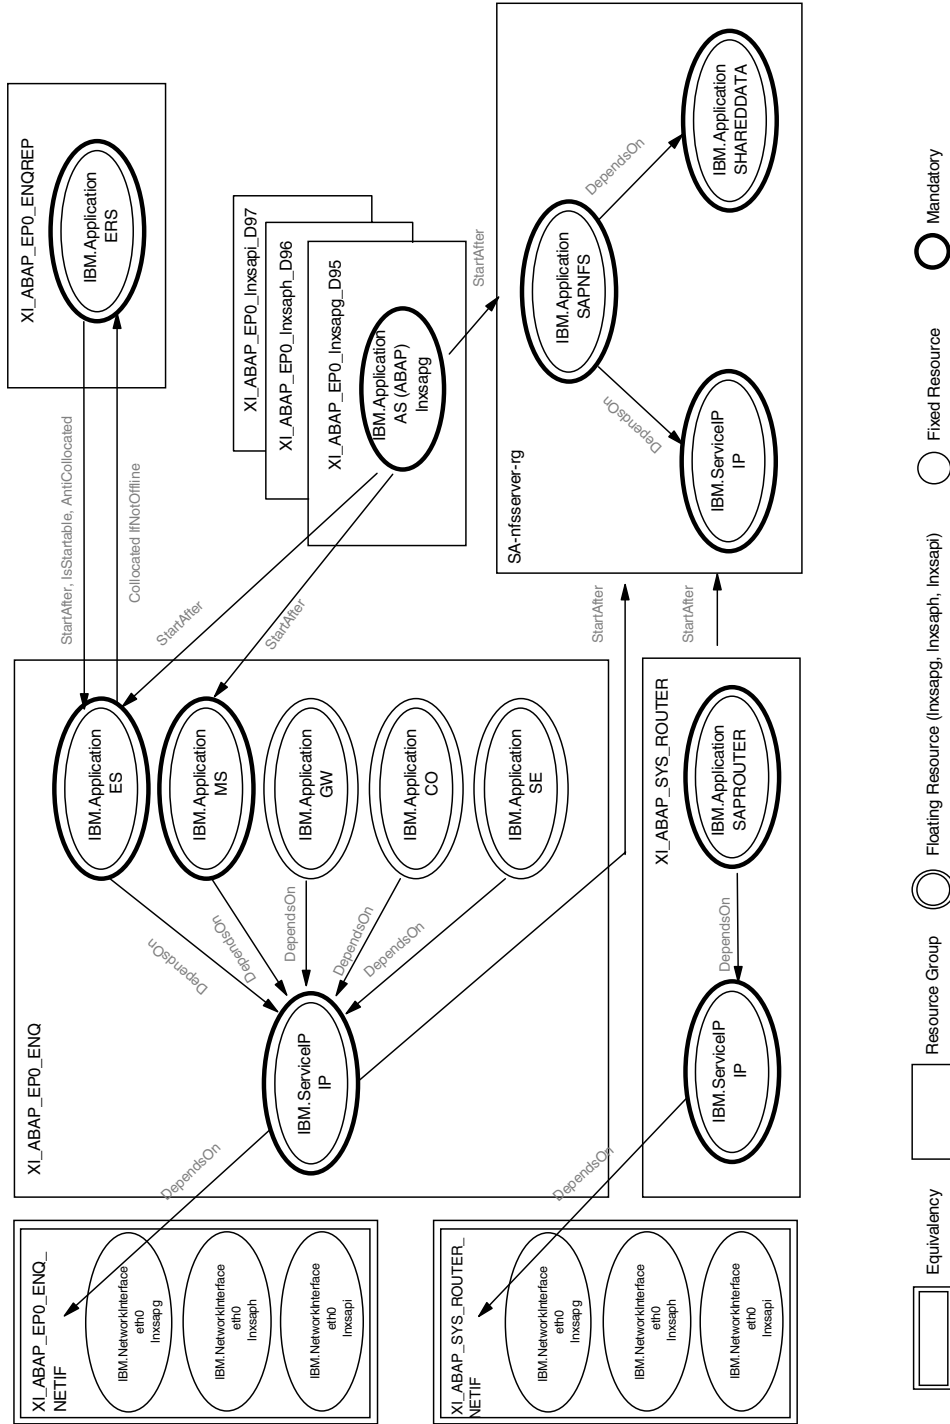 XI_ABAP_EP0_ENQREP
IBM.Application
ERS
StartAfter, IsStartable, AntiCollocated
Collocated IfNotOffline
XI_ABAP_EP0_lnxsapi_D97
XI_ABAP_EP0_lnxsaph_D96
XI_ABAP_EP0_lnxsapg_D95
IBM.Application
AS (ABAP)
lnxsapg
StartAfter
StartAfter
StartAfter
SA-nfsserver-rg
IBM.Application
SAPNFS
DependsOn
DependsOn
IBM.Application
SHAREDDATA
IBM.ServiceIP
IP
XI_ABAP_EP0_ENQ
IBM.Application
ES
IBM.Application
MS
IBM.Application
GW
IBM.Application
CO
IBM.Application
SE
DependsOn
DependsOn
DependsOn
DependsOn
DependsOn
IBM.ServiceIP
IP
StartAfter
StartAfter
XI_ABAP_SYS_ROUTER
IBM.Application
SAPROUTER
DependsOn
IBM.ServiceIP
IP
DependsOn
DependsOn
XI_ABAP_EP0_ENQ_
NETIF
IBM.NetworkInterface
eth0
lnxsapg
IBM.NetworkInterface
eth0
lnxsaph
IBM.NetworkInterface
eth0
lnxsapi
XI_ABAP_SYS_ROUTER_
NETIF
IBM.NetworkInterface
eth0
lnxsapg
IBM.NetworkInterface
eth0
lnxsaph
IBM.NetworkInterface
eth0
lnxsapi
Equivalency
Resource Group
Floating Resource (lnxsapg, lnxsaph, lnxsapi)
Fixed Resource
Mandatory